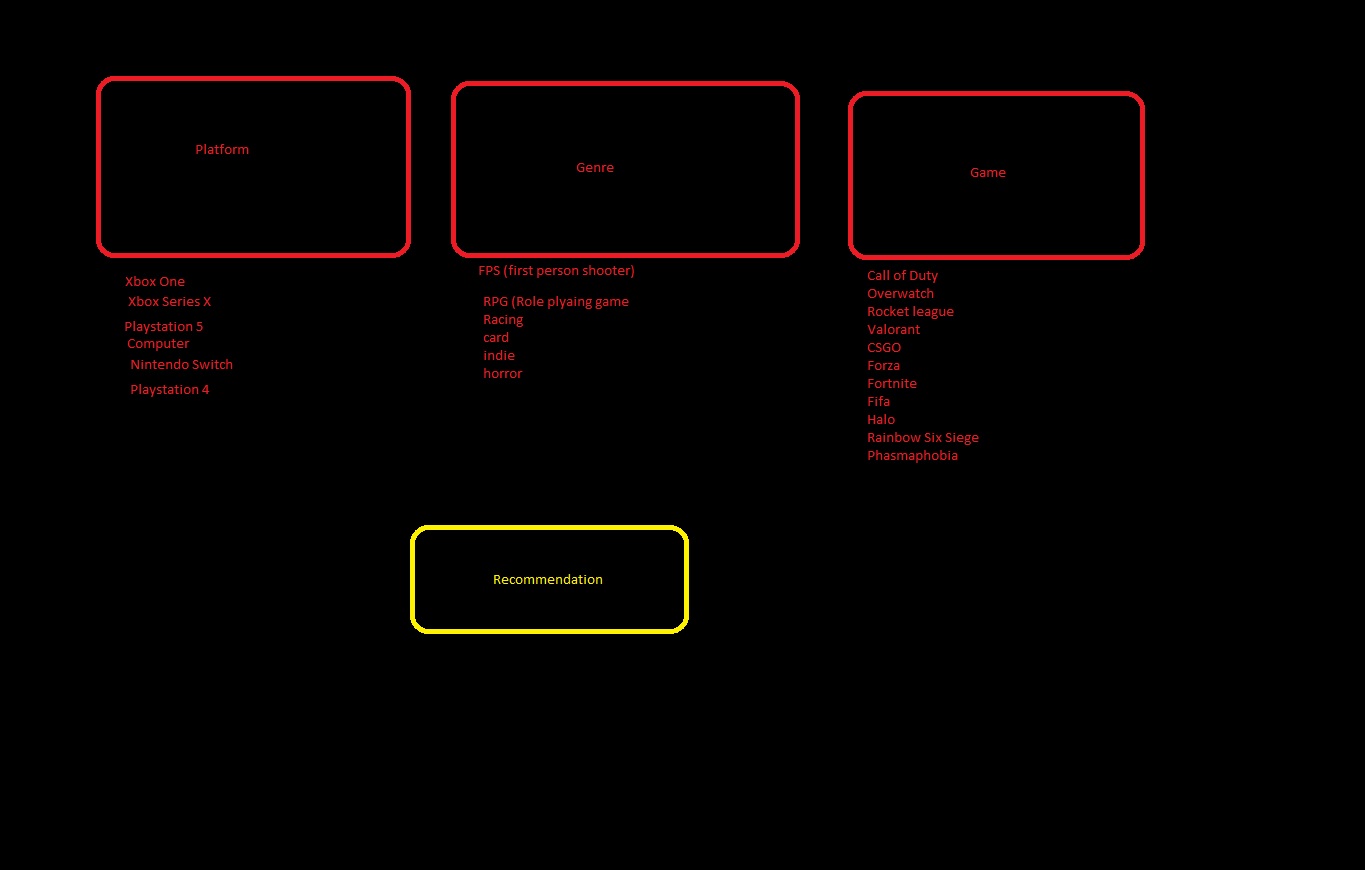 Platform
Xbox One
Xbox Series X
Playstation 5
Computer
Nintendo Switch
Playstation 4
Genre
FPS (first person shooter)
RPG (Role plyaing game
Racing
card
indie
horror
Game
Call of Duty
Overwatch
Rocket league
Valorant
CSGO
Forza
Fortnite
Fifa
Halo
Rainbow Six Siege
Phasmaphobia
Recommendation